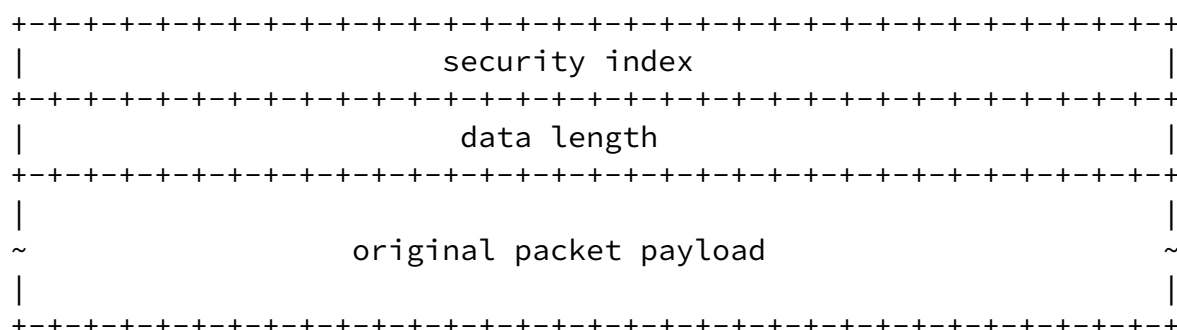 +-+-+-+-+-+-+-+-+-+-+-+-+-+-+-+-+-+-+-+-+-+-+-+-+-+-+-+-+-+-+-+-+
|                       security index                          |
+-+-+-+-+-+-+-+-+-+-+-+-+-+-+-+-+-+-+-+-+-+-+-+-+-+-+-+-+-+-+-+-+
|                        data length                            |
+-+-+-+-+-+-+-+-+-+-+-+-+-+-+-+-+-+-+-+-+-+-+-+-+-+-+-+-+-+-+-+-+
|                                                               |
~                  original packet payload                      ~
|                                                               |
+-+-+-+-+-+-+-+-+-+-+-+-+-+-+-+-+-+-+-+-+-+-+-+-+-+-+-+-+-+-+-+-+